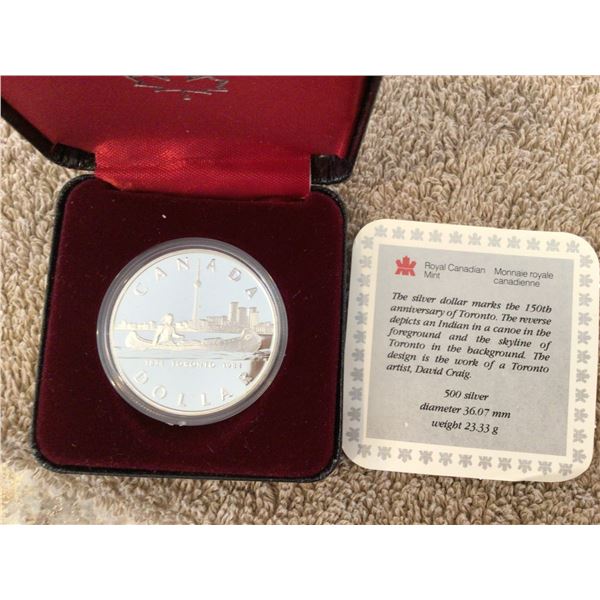 CANADA
1834 TORONTO 1984
DOLLAR
Royal Canadian
Mint
Monnaie royale
canadienne
The silver dollar marks the 150th
anniversary of Toronto. The reverse
depicts an Indian in a canoe in the
foreground and the skyline of
Toronto in the background. The
design is the work of a Toronto
artist, David Craig.
500 silver
diameter 36.07 mm
weight 23.33 g